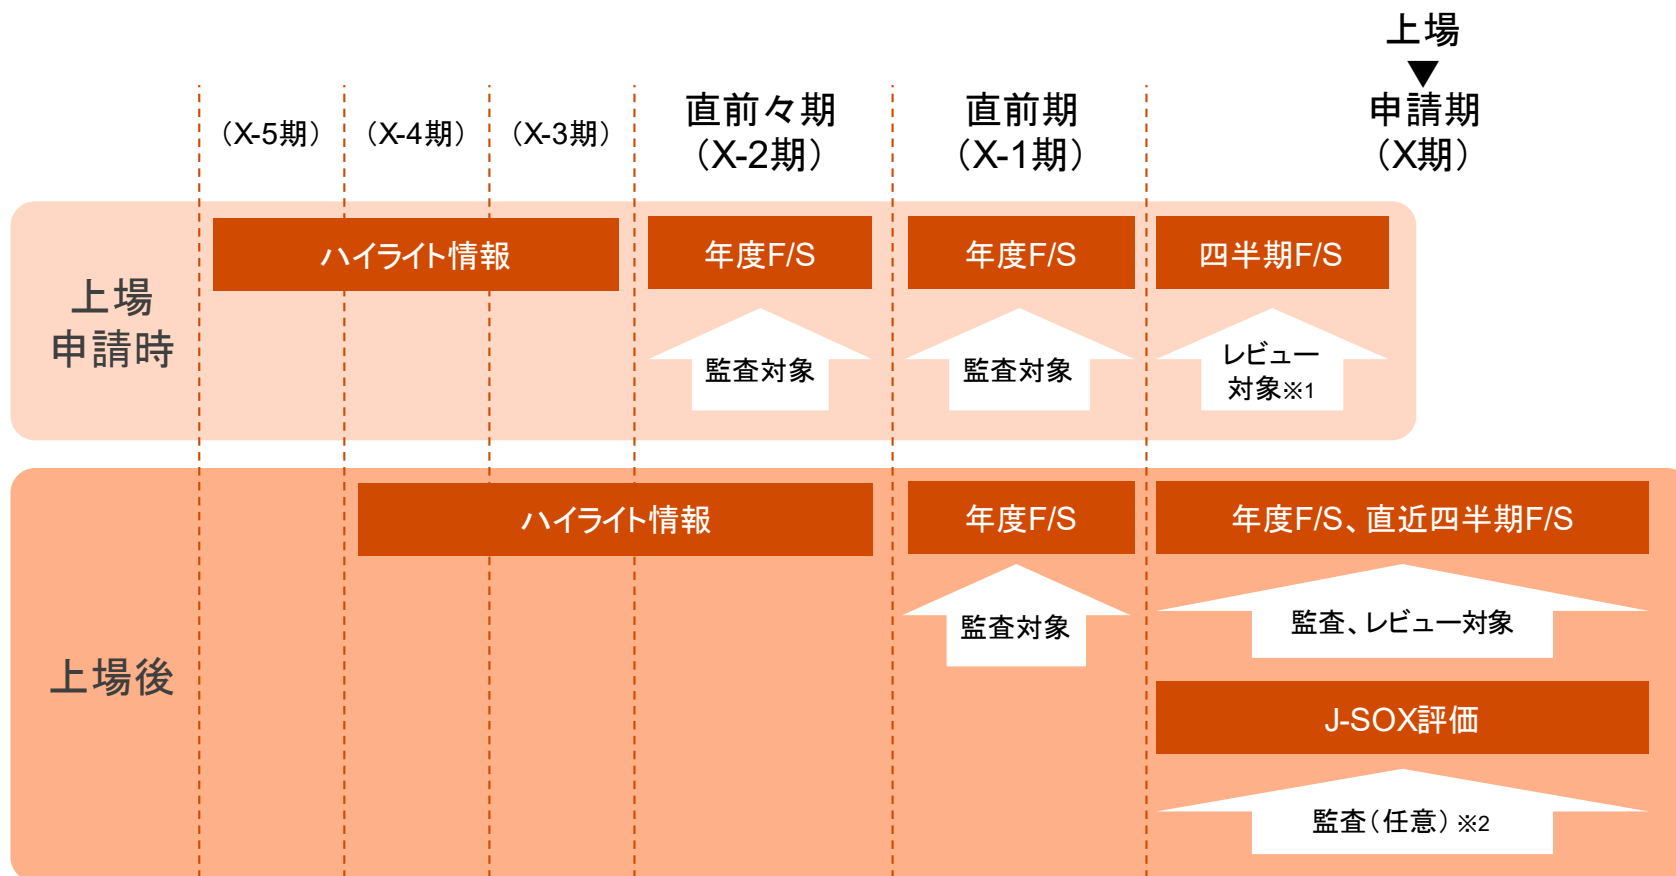 上場
▼
(X-5期)
(X-4期)
(X-3期)
直前々期
(X-2期)
直前期
(X-1期)
申請期
(X期)
上場
申請時
ハイライト情報
年度F/S
年度F/S
四半期F/S
監査対象
監査対象
レビュー
対象※1
上場後
ハイライト情報
年度F/S
年度F/S、直近四半期F/S
監査対象
監査、レビュー対象
J-SOX評価
監査(任意)※2